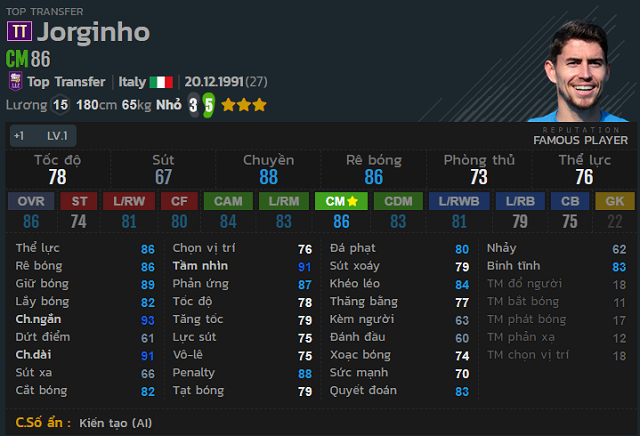 TOP TRANSFER
TT Jorginho
CM 86
Top Transfer Italy 20.12.1991 (27)
Lương 15 180cm 65kg Nhỏ 3 5
REPUTATION
FAMOUS PLAYER
+1 LV.1
Tốc độ Sút Chuyền Rê bóng Phòng thủ Thể lực
78 67 88 86 73 76
OVR ST L/RW CF CAM L/RM CM CDM L/RWB L/RB CB GK
86 74 81 80 84 83 86 83 81 79 75 22
Thể lực 86 Chọn vị trí 76 Đá phạt 80 Nhảy 62
Rê bóng 86 Tầm nhìn 91 Sút xoáy 79 Bình tĩnh 83
Giữ bóng 89 Phản ứng 87 Khéo léo 84 TM đổ người 18
Lấy bóng 82 Tốc độ 78 Thăng bằng 77 TM bắt bóng 11
Ch.ngắn 93 Tăng tốc 79 Kèm người 63 TM phát bóng 17
Dứt điểm 61 Lực sút 75 Đánh đầu 60 TM phản xạ 12
Ch.dài 91 Vô-lê 75 Xoạc bóng 74 TM chọn vị trí 18
Sút xa 66 Penalty 88 Sức mạnh 70
Cắt bóng 82 Tạt bóng 79 Quyết đoán 83
C.Số ẩn : Kiến tạo (AI)